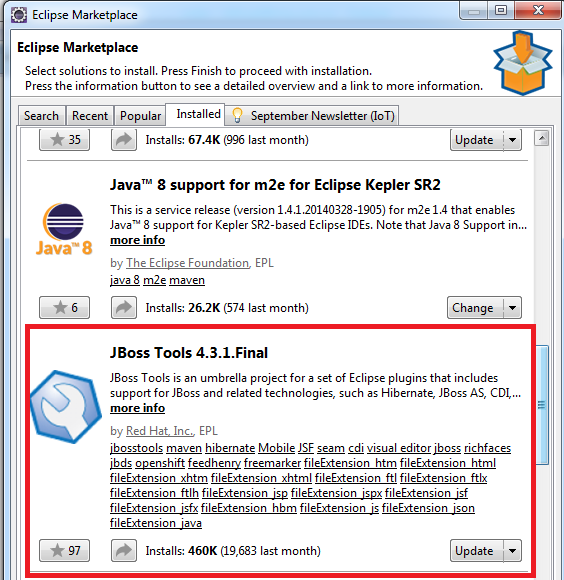 Eclipse Marketplace
Eclipse Marketplace
Select solutions to install. Press Finish to proceed with installation.
Press the information button to see a detailed overview and a link to more information.
Search Recent Popular Installed September Newsletter (IoT)
35 Installs: 67.4K (996 last month) Update
Java™ 8 support for m2e for Eclipse Kepler SR2
This is a service release (version 1.4.1.20140328-1905) for m2e 1.4 that enables
Java™ 8 support for Kepler SR2-based Eclipse IDEs. Note that Java 8 Support in...
more info
Java™ 8
by The Eclipse Foundation, EPL
java 8 m2e maven
6 Installs: 26.2K (574 last month) Change
JBoss Tools 4.3.1.Final
JBoss Tools is an umbrella project for a set of Eclipse plugins that includes
support for JBoss and related technologies, such as Hibernate, JBoss AS, CDI,...
more info
by Red Hat, Inc., EPL
jbosstools maven hibernate Mobile JSF seam cdi visual editor jboss richfaces
jbds openshift feedhenry freemarker fileExtension_htm fileExtension_html
fileExtension_xhtm fileExtension_xhtml fileExtension_ftl fileExtension_ftlx
fileExtension_ftlh fileExtension_jsp fileExtension_jspx fileExtension_jsf
fileExtension_jsfx fileExtension_hbm fileExtension_js fileExtension_json
fileExtension_java
97 Installs: 460K (19,683 last month) Update